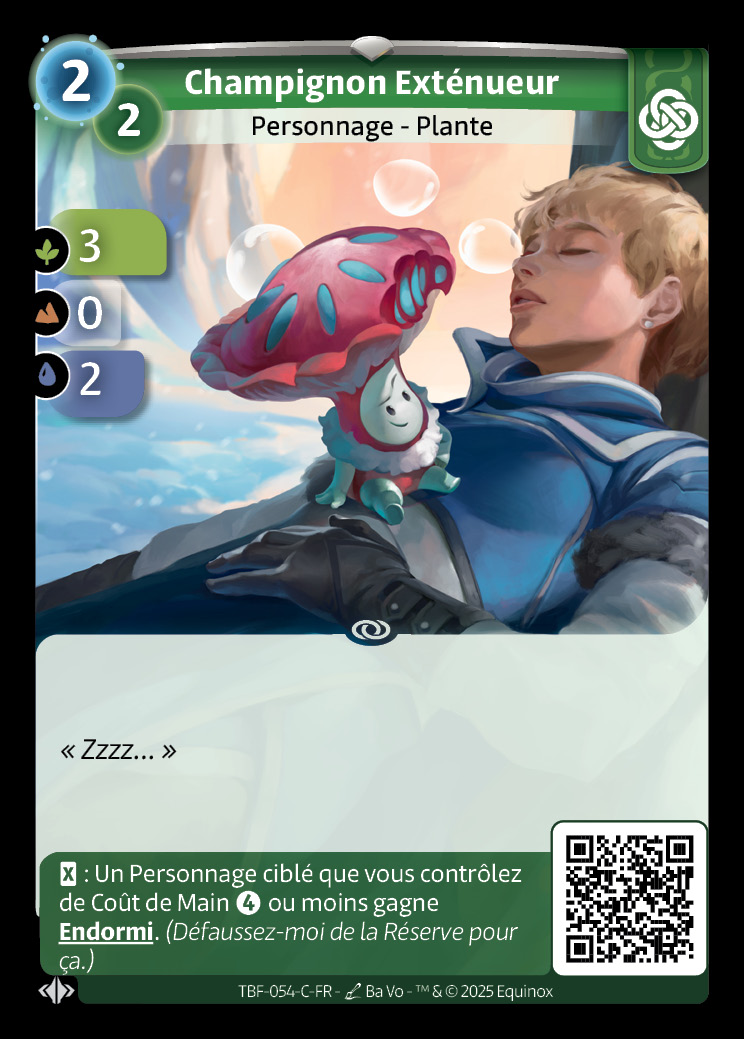 2
Champignon Exténueur
2
Personnage - Plante
3
0
2
« Zzzz... »
X : Un Personnage ciblé que vous contrôlez
de Coût de Main 4 ou moins gagne
Endormi. (Défaussez-moi de la Réserve pour
ça.)
TBF-054-C-FR - Ba Vo - ™ & © 2025 Equinox